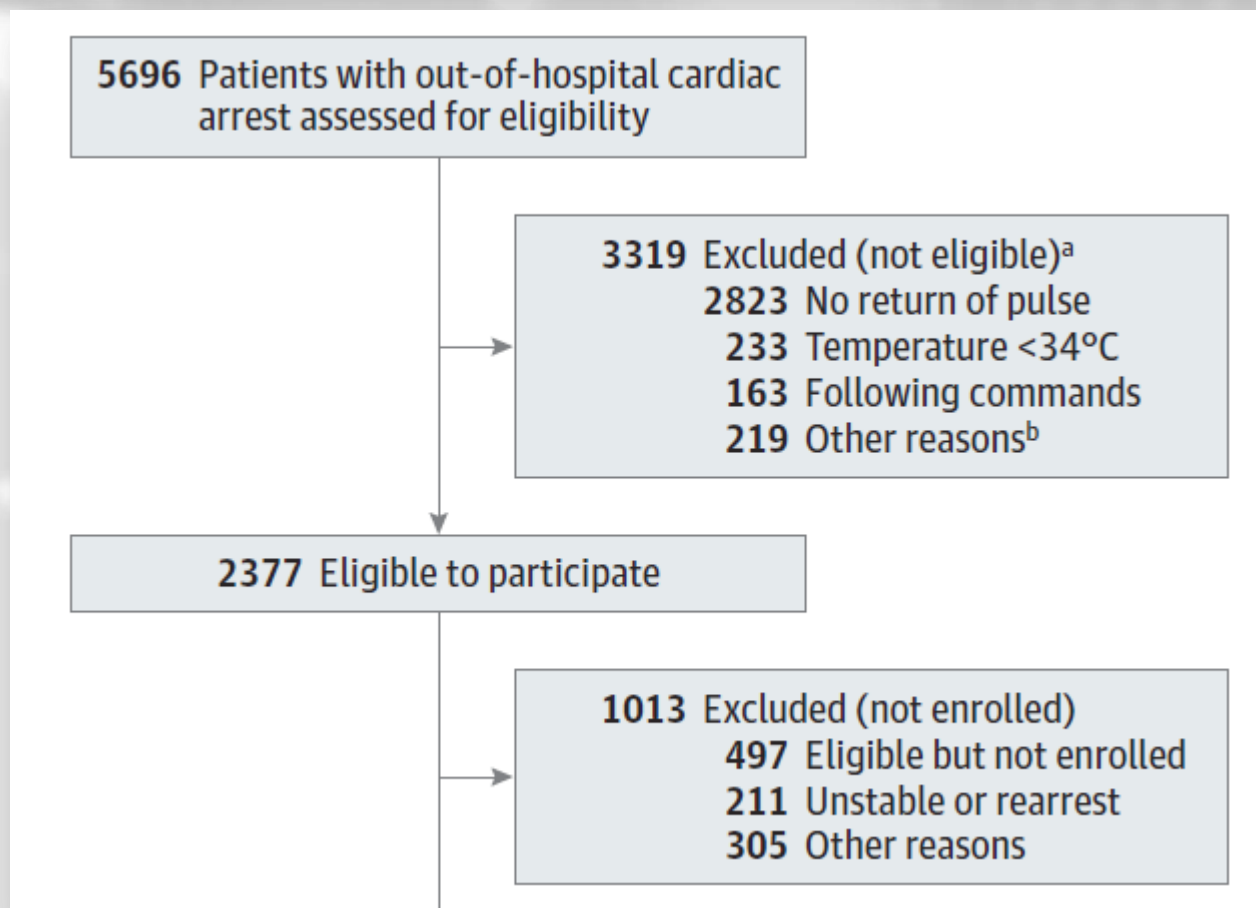 5696 Patients with out-of-hospital cardiac
arrest assessed for eligibility
3319 Excluded (not eligible)ᵃ
2823 No return of pulse
233 Temperature <34°C
163 Following commands
219 Other reasonsᵇ
2377 Eligible to participate
1013 Excluded (not enrolled)
497 Eligible but not enrolled
211 Unstable or rearrest
305 Other reasons